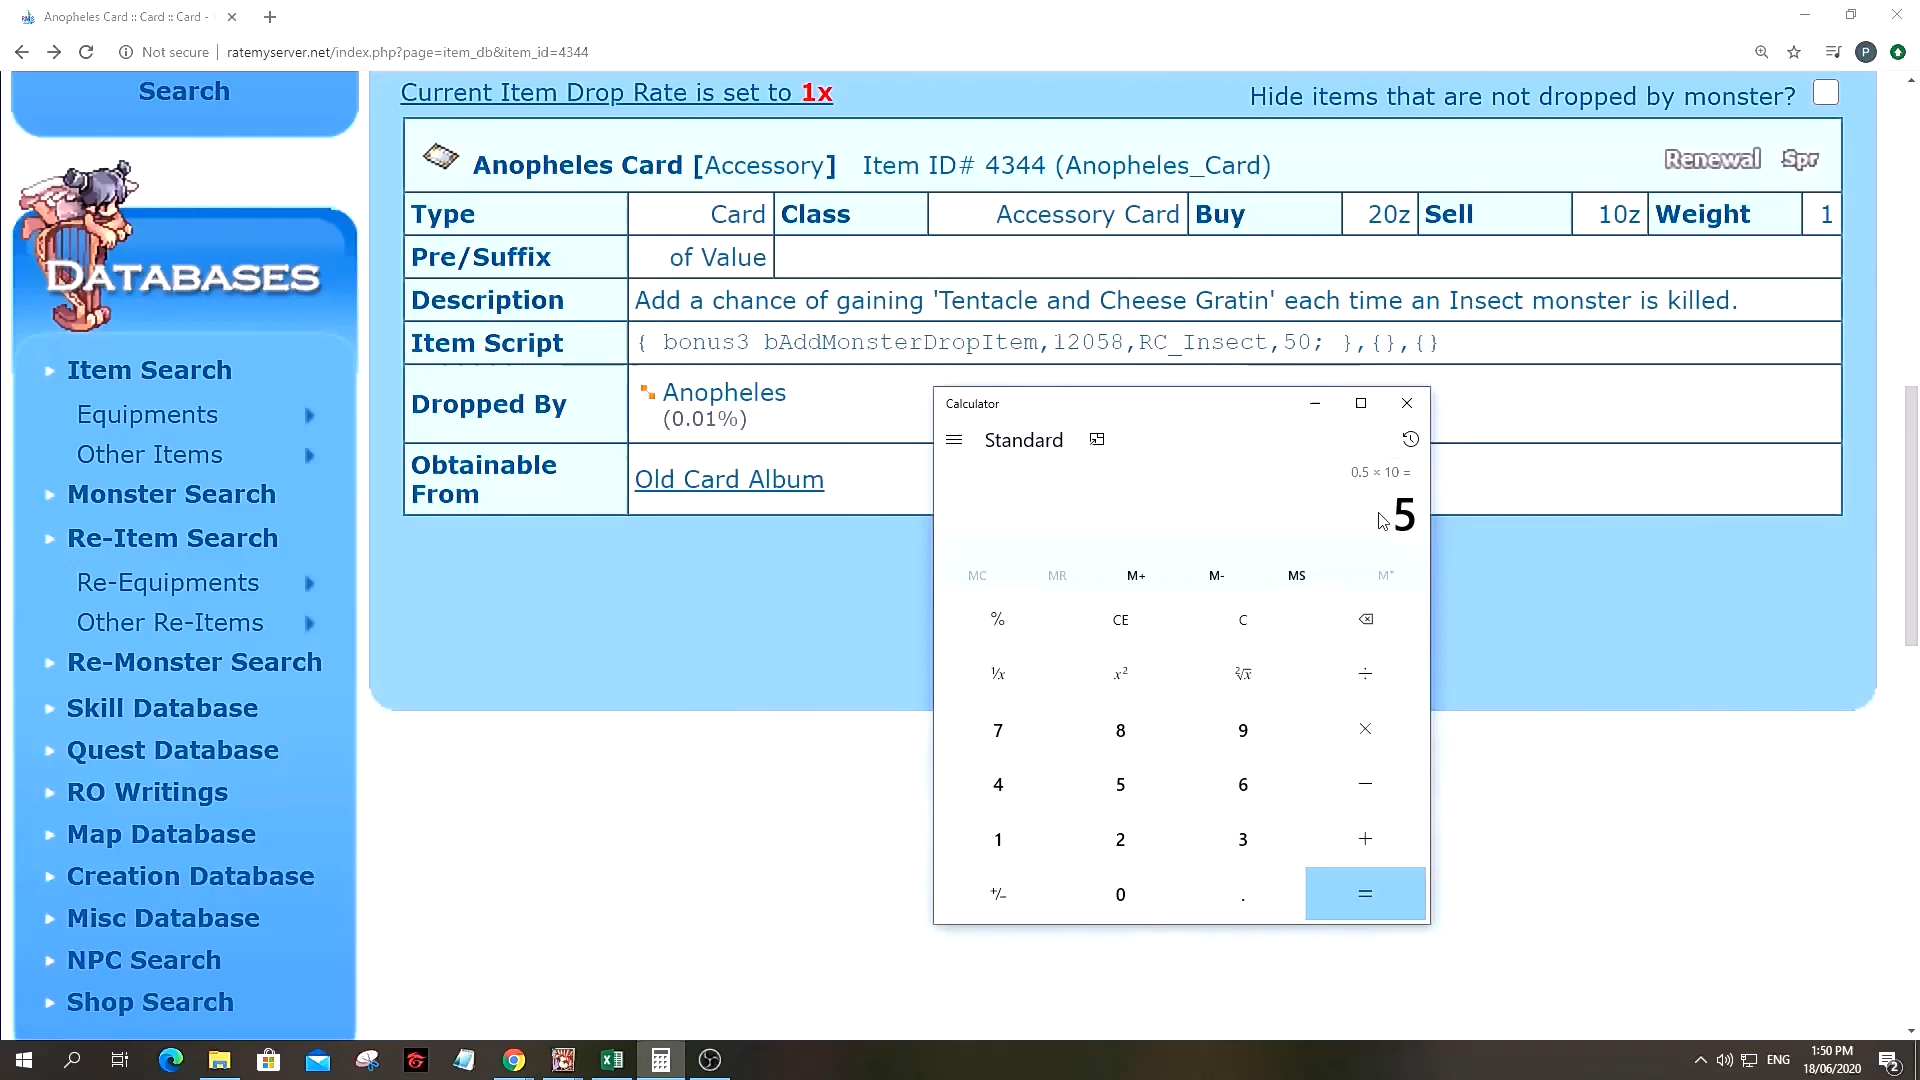 Anopheles Card :: Card :: Card -
Not secure
ratemyserver.net/index.php?page=item_db&item_id=4344
P
Search
Current Item Drop Rate is set to 1x
Hide items that are not dropped by monster?
Anopheles Card [Accessory] Item ID# 4344 (Anopheles_Card)
Renewal Spr
Type Card Class Accessory Card Buy 20z Sell 10z Weight 1
Pre/Suffix of Value
Description Add a chance of gaining 'Tentacle and Cheese Gratin' each time an Insect monster is killed.
Item Script { bonus3 bAddMonsterDropItem,12058,RC_Insect,50; },{},{}
Dropped By Anopheles
(0.01%)
Obtainable
From
Old Card Album
DATABASES
Item Search
Equipments
Other Items
Monster Search
Re-Item Search
Re-Equipments
Other Re-Items
Re-Monster Search
Skill Database
Quest Database
RO Writings
Map Database
Creation Database
Misc Database
NPC Search
Shop Search
Calculator
Standard
0.5 × 10 =
5
MC MR M+ M- MS M˅
% CE C
¹/x x² ²√x ÷
7 8 9 ×
4 5 6 −
1 2 3 +
+/− 0 . =
ENG
1:50 PM
18/06/2020
2